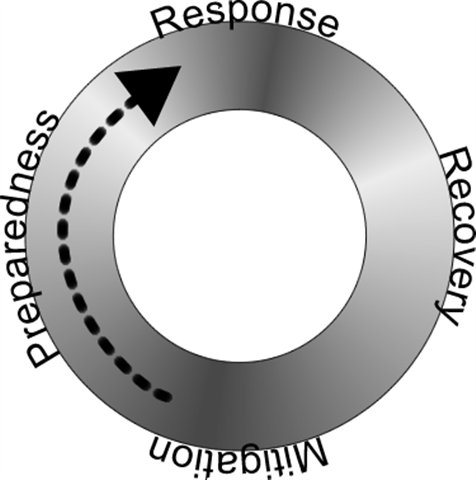 Response
Recovery
Mitigation
Preparedness